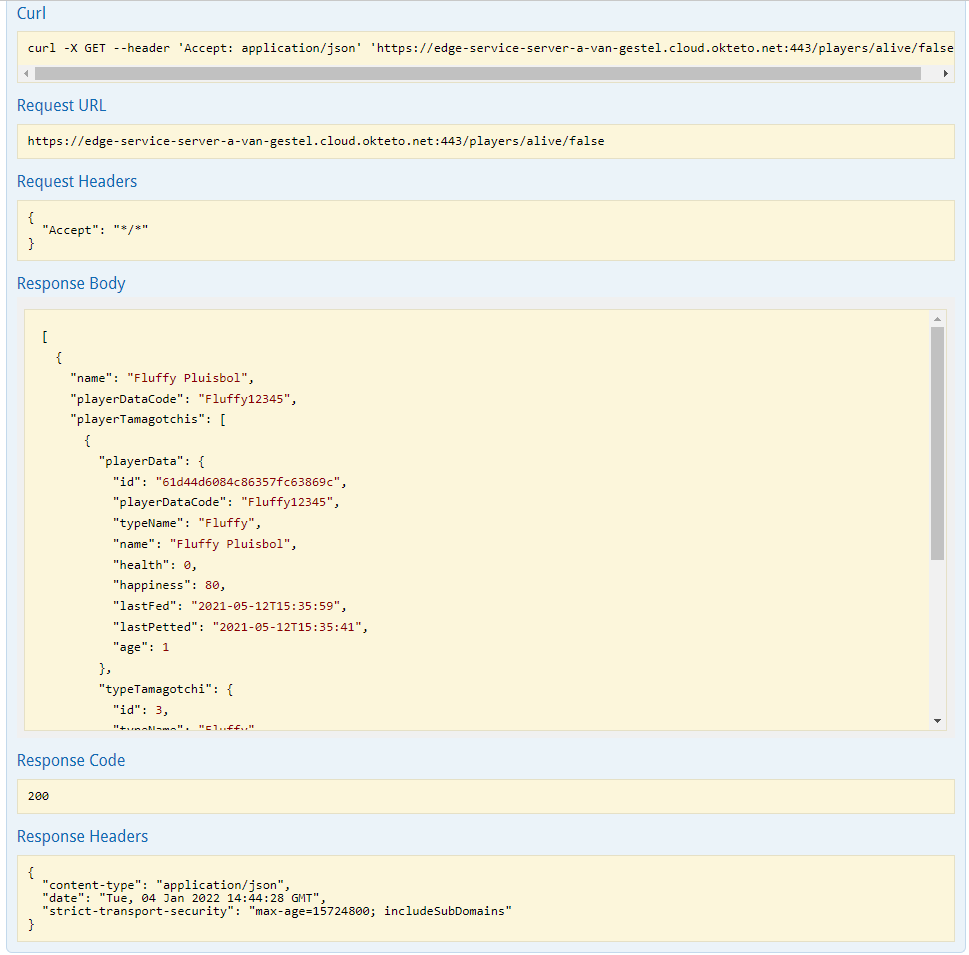 Curl
curl -X GET --header 'Accept: application/json' 'https://edge-service-server-a-van-gestel.cloud.okteto.net:443/players/alive/false
Request URL
https://edge-service-server-a-van-gestel.cloud.okteto.net:443/players/alive/false
Request Headers
{
  "Accept": "*/*"
}
Response Body
[
  {
    "name": "Fluffy Pluisbol",
    "playerDataCode": "Fluffy12345",
    "playerTamagotchis": [
      {
        "playerData": {
          "id": "61d44d6084c86357fc63869c",
          "playerDataCode": "Fluffy12345",
          "typeName": "Fluffy",
          "name": "Fluffy Pluisbol",
          "health": 0,
          "happiness": 80,
          "lastFed": "2021-05-12T15:35:59",
          "lastPetted": "2021-05-12T15:35:41",
          "age": 1
        },
        "typeTamagotchi": {
          "id": 3,
          "typeName": "Fluffy"
Response Code
200
Response Headers
{
  "content-type": "application/json",
  "date": "Tue, 04 Jan 2022 14:44:28 GMT",
  "strict-transport-security": "max-age=15724800; includeSubDomains"
}